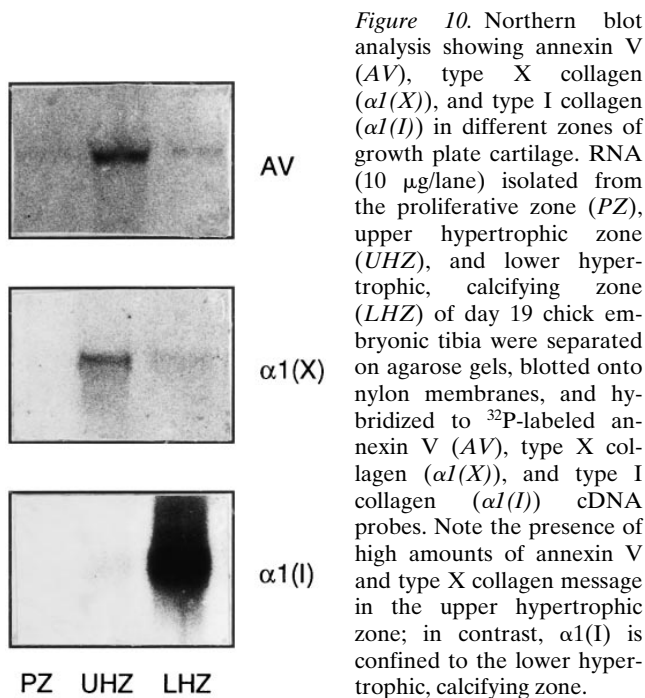 AV
α1(X)
α1(I)
PZ UHZ LHZ
Figure 10. Northern blot
analysis showing annexin V
(AV), type X collagen
(α1(X)), and type I collagen
(α1(I)) in different zones of
growth plate cartilage. RNA
(10 μg/lane) isolated from
the proliferative zone (PZ),
upper hypertrophic zone
(UHZ), and lower hyper-
trophic, calcifying zone
(LHZ) of day 19 chick em-
bryonic tibia were separated
on agarose gels, blotted onto
nylon membranes, and hy-
bridized to ³²P-labeled an-
nexin V (AV), type X col-
lagen (α1(X)), and type I
collagen (α1(I)) cDNA
probes. Note the presence of
high amounts of annexin V
and type X collagen message
in the upper hypertrophic
zone; in contrast, α1(I) is
confined to the lower hyper-
trophic, calcifying zone.